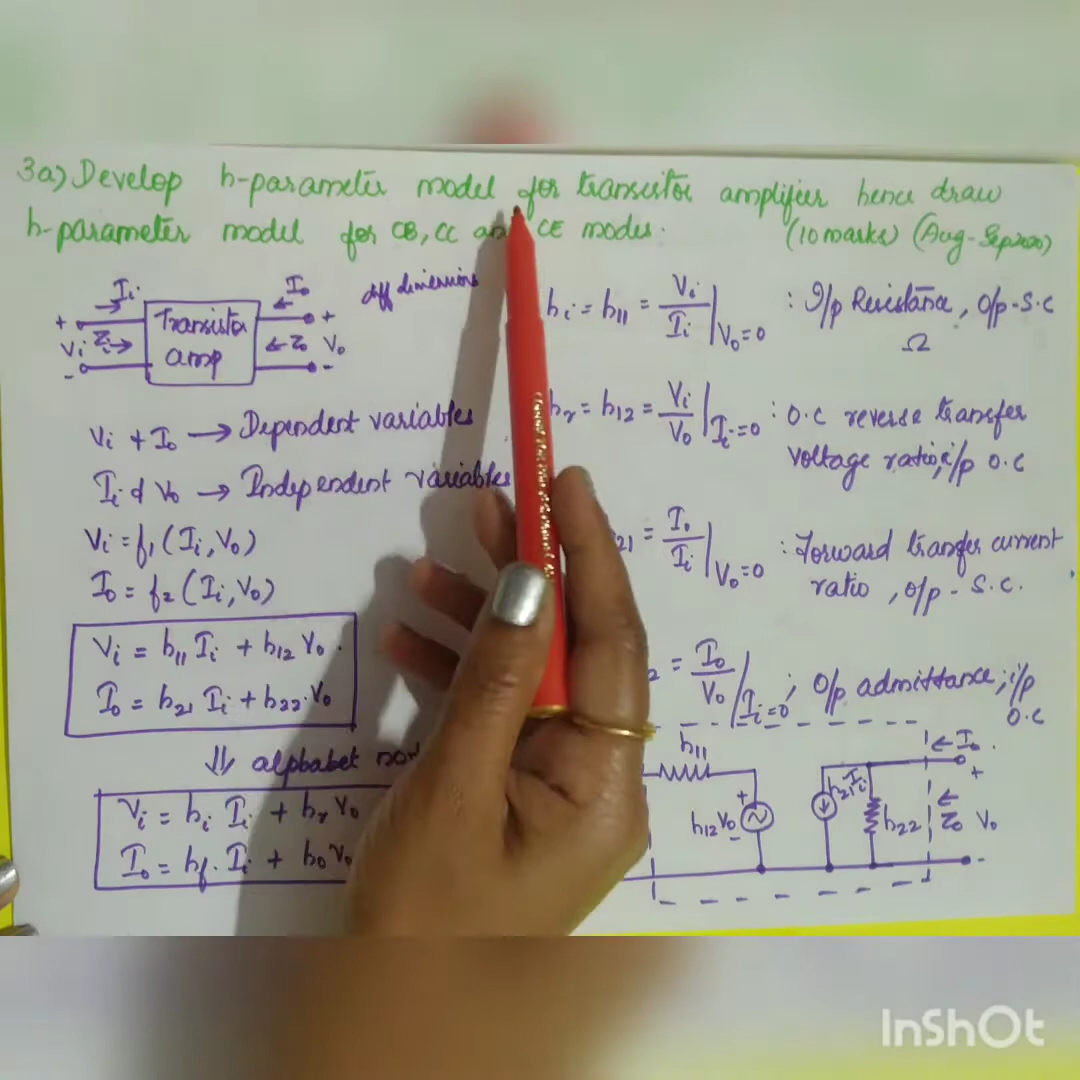 3a) Develop h-parameter model for transistor amplifier hence draw
h-parameter model for CB, CC an CE modes. (10 marks) (Aug-Sep 2020)
Ii Io diff dimensions
+ Zi Transistor amp Zo +
Vi Vo
- -
Vi & Io → Dependent variables
Ii & Vo → Independent variables
Vi = f1 (Ii, Vo)
Io = f2 (Ii, Vo)
Vi = h11 Ii + h12 Vo.
Io = h21 Ii + h22. Vo
⇓ alphabet
Vi = hi Ii + hr Vo
Io = hf. Ii + ho Vo
hi = h11 = Vi/Ii |Vo=0 : I/p Resistance, O/p-S.C
Ω
hr = h12 = Vi/Vo |Ii=0 : O.C reverse transfer
voltage ratio, i/p O.C
21 = Io/Ii |Vo=0 : Forward transfer current
ratio, O/p - S.C.
2 = Io/Vo |Ii=0 ; O/p admittance; i/p
O.C
h11 ← Io.
+ h21Ii +
h12Vo h22 Zo Vo
- -
InShOt